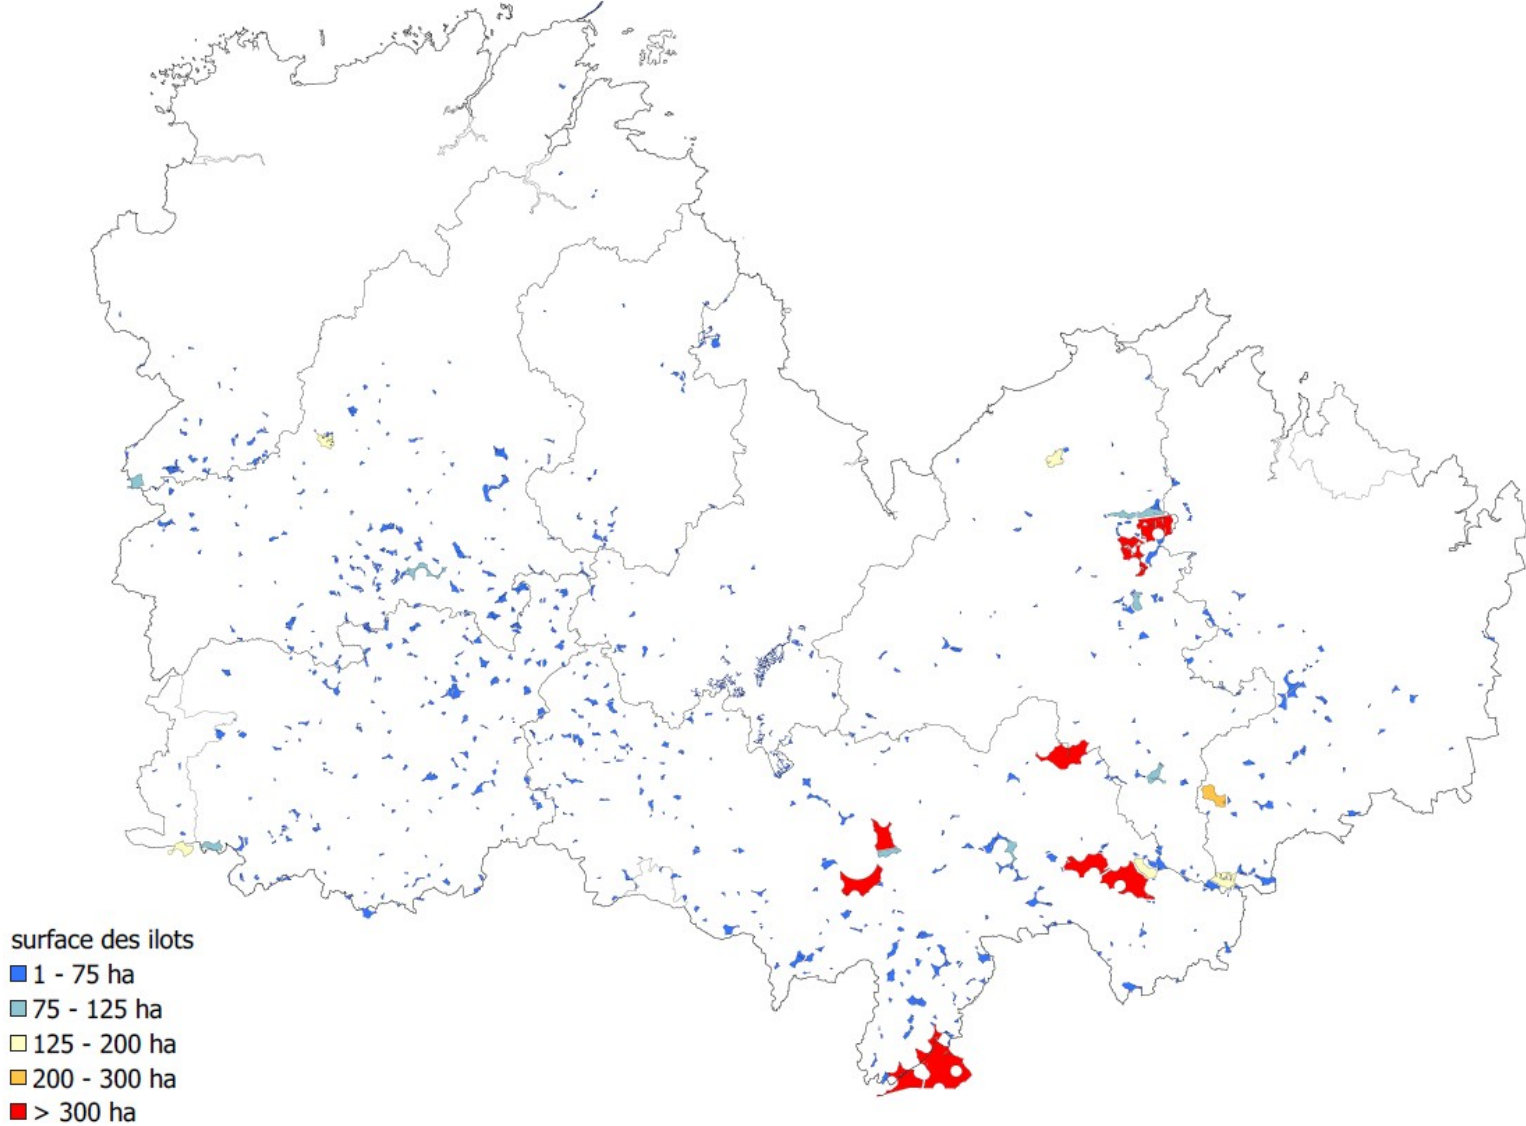 surface des ilots
1 - 75 ha
75 - 125 ha
125 - 200 ha
200 - 300 ha
> 300 ha